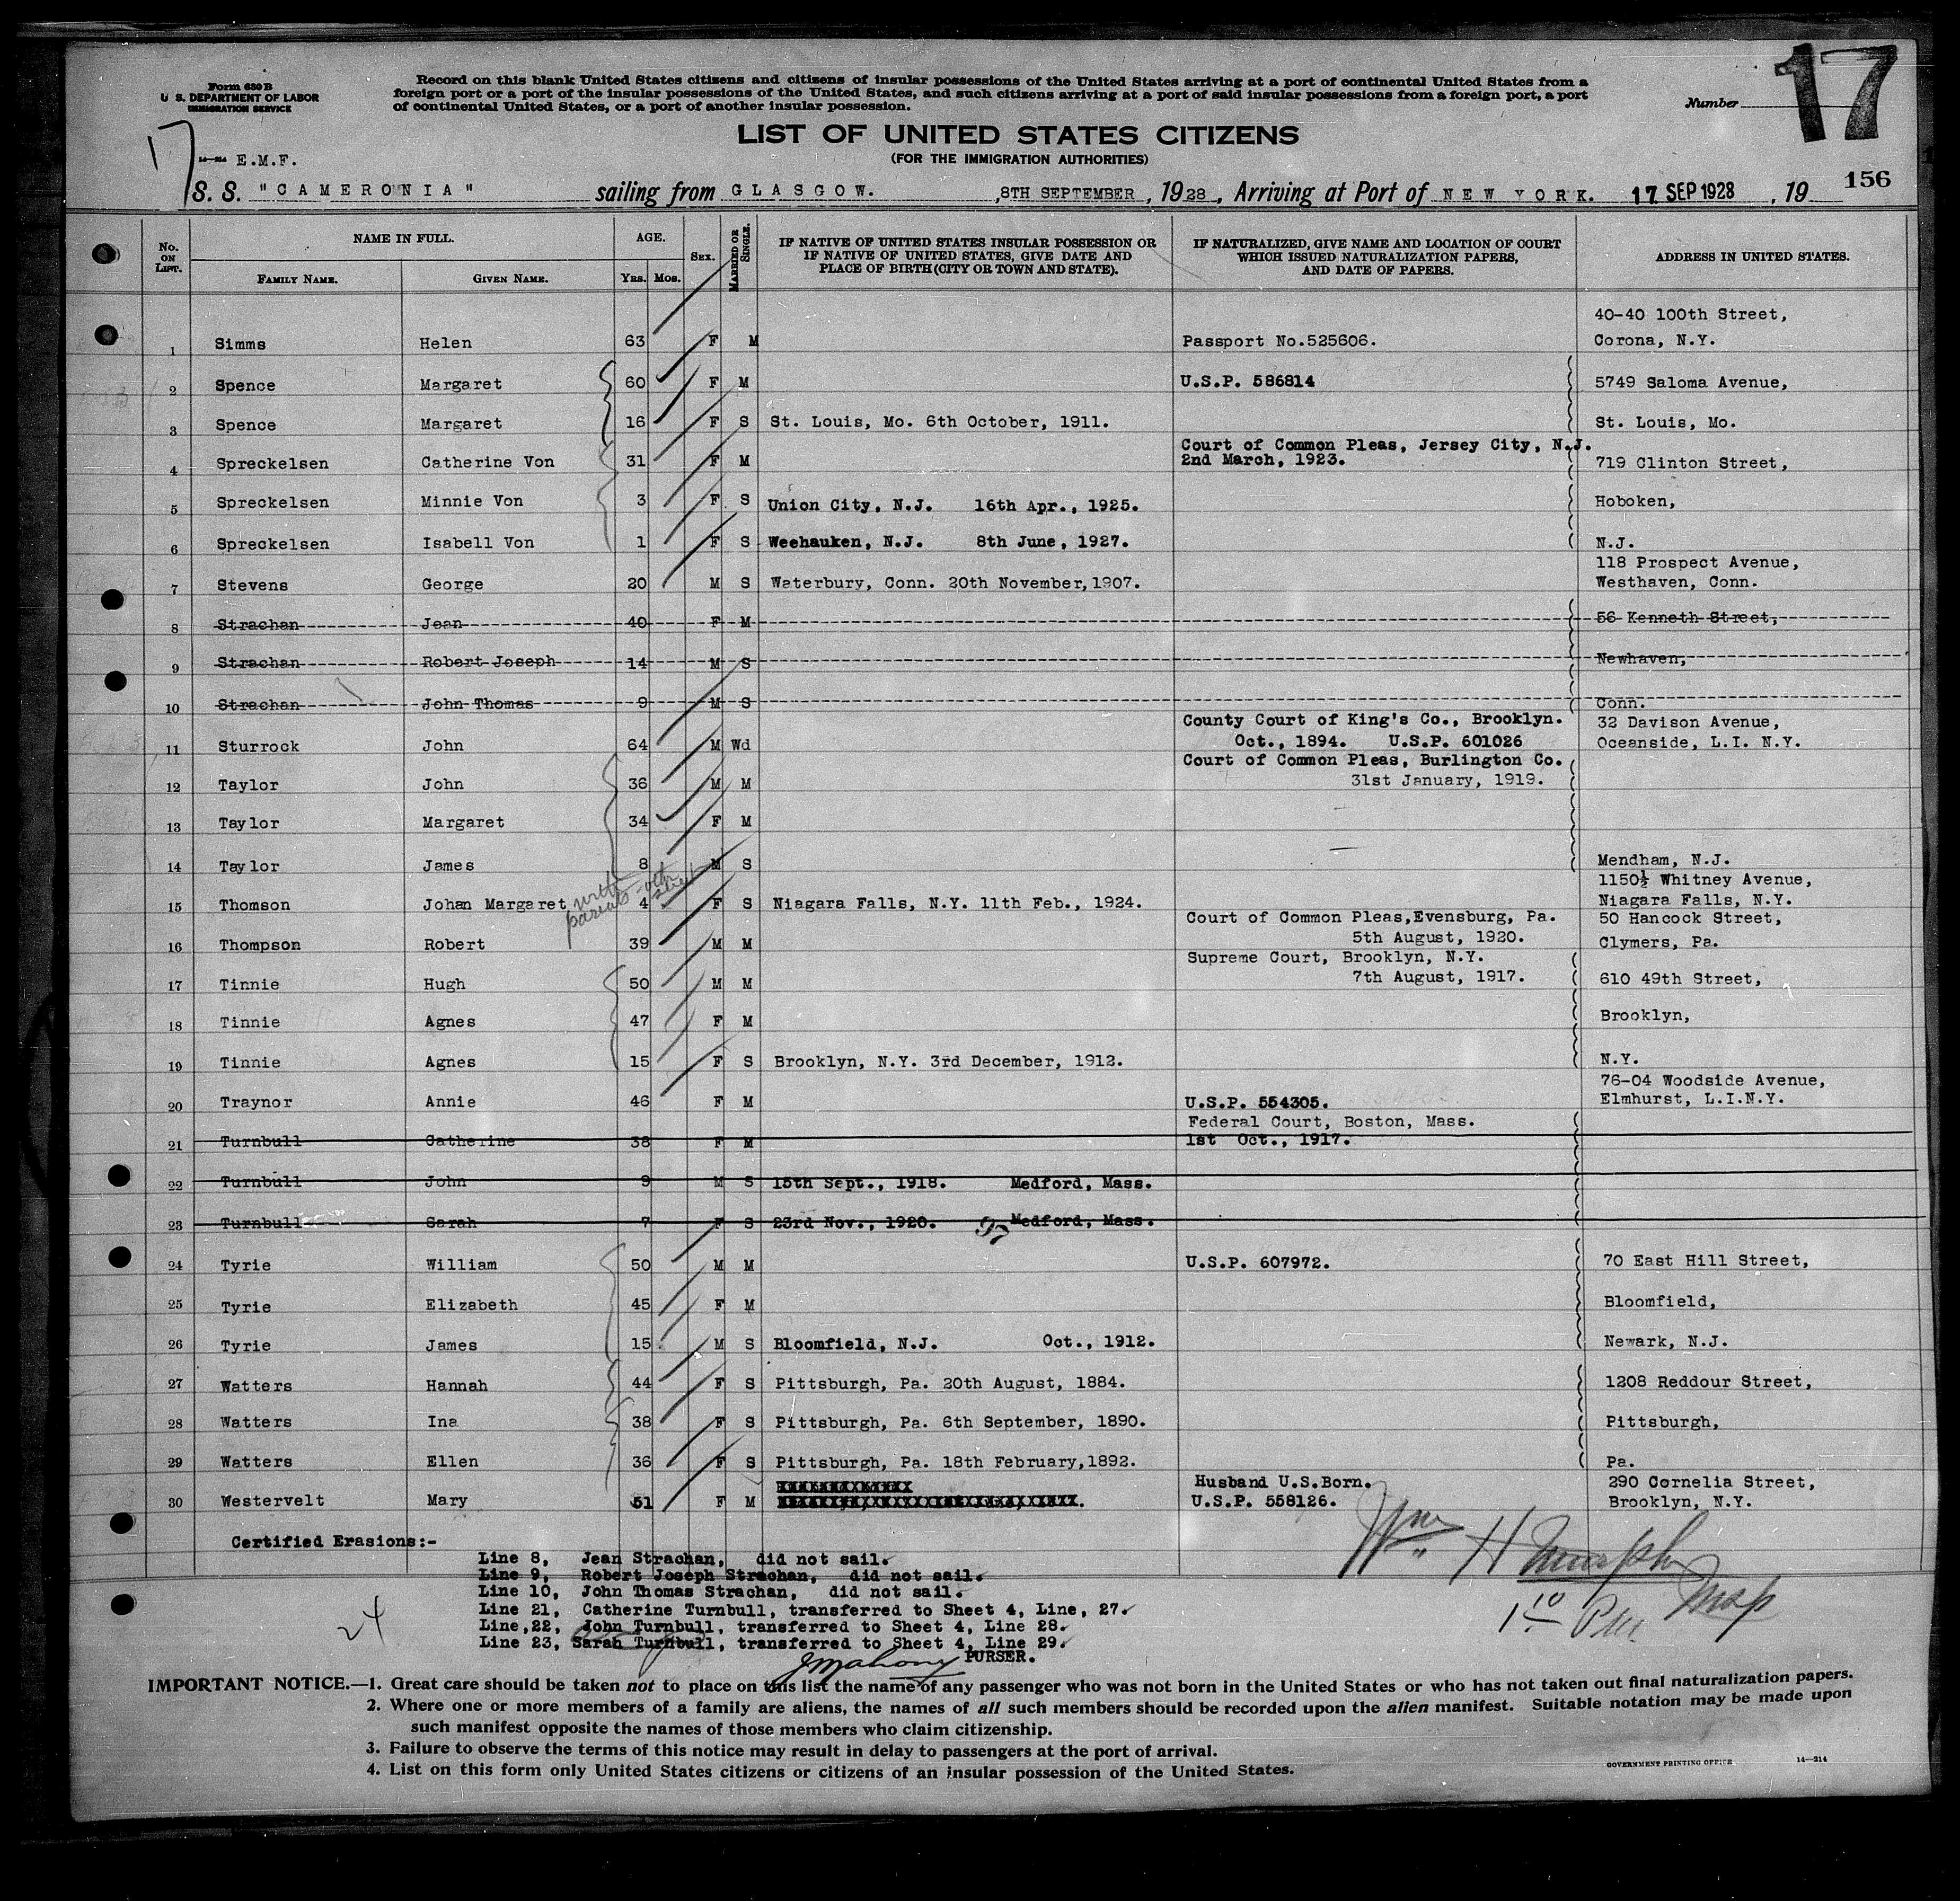 Form 630 B
U. S. DEPARTMENT OF LABOR
IMMIGRATION SERVICE
Record on this blank United States citizens and citizens of insular possessions of the United States arriving at a port of continental United States from a
foreign port or a port of the insular possessions of the United States, and such citizens arriving at a port of said insular possessions from a foreign port, a port
of continental United States, or a port of another insular possession.
Number
17
LIST OF UNITED STATES CITIZENS
(FOR THE IMMIGRATION AUTHORITIES)
17
14-214 E.M.F.
S. S. "CAMERONIA" sailing from GLASGOW. , 8TH SEPTEMBER , 1928 , Arriving at Port of NEW YORK. 17 SEP 1928 , 19 156
No. ON LIST. NAME IN FULL. FAMILY NAME. GIVEN NAME. AGE. YRS. MOS. SEX. MARRIED OR SINGLE. IF NATIVE OF UNITED STATES INSULAR POSSESSION OR IF NATIVE OF UNITED STATES, GIVE DATE AND PLACE OF BIRTH (CITY OR TOWN AND STATE). IF NATURALIZED, GIVE NAME AND LOCATION OF COURT WHICH ISSUED NATURALIZATION PAPERS, AND DATE OF PAPERS. ADDRESS IN UNITED STATES.
40-40 100th Street,
1 Simms Helen 63 F M Passport No.525606. Corona, N.Y.
2 Spence Margaret 60 F M U.S.P. 586814 5749 Saloma Avenue,
3 Spence Margaret 16 F S St. Louis, Mo. 6th October, 1911. St. Louis, Mo.
Court of Common Pleas, Jersey City, N.J.
4 Spreckelsen Catherine Von 31 F M 2nd March, 1923. 719 Clinton Street,
5 Spreckelsen Minnie Von 3 F S Union City, N.J. 16th Apr., 1925. Hoboken,
6 Spreckelsen Isabell Von 1 F S Weehauken, N.J. 8th June, 1927. N.J.
118 Prospect Avenue,
7 Stevens George 20 M S Waterbury, Conn. 20th November,1907. Westhaven, Conn.
8 Strachan Jean 40 F M 56 Kenneth Street,
9 Strachan Robert Joseph 14 M S Newhaven,
10 Strachan John Thomas 9 M S Conn.
County Court of King's Co., Brooklyn. 32 Davison Avenue,
11 Sturrock John 64 M Wd Oct., 1894. U.S.P. 601026 Oceanside, L.I. N.Y.
Court of Common Pleas, Burlington Co.
12 Taylor John 36 M M 31st January, 1919.
13 Taylor Margaret 34 F M
14 Taylor James 8 M S Mendham, N.J.
with parents - other sheet
1150½ Whitney Avenue,
15 Thomson Johan Margaret 4 F S Niagara Falls, N.Y. 11th Feb., 1924. Niagara Falls, N.Y.
Court of Common Pleas,Evensburg, Pa. 50 Hancock Street,
16 Thompson Robert 39 M M 5th August, 1920. Clymers, Pa.
Supreme Court, Brooklyn, N.Y.
17 Tinnie Hugh 50 M M 7th August, 1917. 610 49th Street,
18 Tinnie Agnes 47 F M Brooklyn,
19 Tinnie Agnes 15 F S Brooklyn, N.Y. 3rd December, 1912. N.Y.
76-04 Woodside Avenue,
20 Traynor Annie 46 F M U.S.P. 554305. Elmhurst, L.I.N.Y.
Federal Court, Boston, Mass.
21 Turnbull Catherine 38 F M 1st Oct., 1917.
22 Turnbull John 9 M S 15th Sept., 1918. Medford, Mass.
23 Turnbull Sarah 7 F S 23rd Nov., 1920. Medford, Mass.
24 Tyrie William 50 M M U.S.P. 607972. 70 East Hill Street,
25 Tyrie Elizabeth 45 F M Bloomfield,
26 Tyrie James 15 M S Bloomfield, N.J. Oct., 1912. Newark, N.J.
27 Watters Hannah 44 F S Pittsburgh, Pa. 20th August, 1884. 1208 Reddour Street,
28 Watters Ina 38 F S Pittsburgh, Pa. 6th September, 1890. Pittsburgh,
29 Watters Ellen 36 F S Pittsburgh, Pa. 18th February,1892. Pa.
Husband U.S.Born. 290 Cornelia Street,
30 Westervelt Mary 51 F M U.S.P. 558126. Brooklyn, N.Y.
Certified Erasions:-
Line 8, Jean Strachan, did not sail.
Line 9, Robert Joseph Strachan, did not sail.
Line 10, John Thomas Strachan, did not sail.
Line 21, Catherine Turnbull, transferred to Sheet 4, Line, 27.
Line,22, John Turnbull, transferred to Sheet 4, Line 28.
Line 23, Sarah Turnbull, transferred to Sheet 4, Line 29.
24
Wm H Murphy
Insp
1 10 Pm
J Mahony PURSER.
IMPORTANT NOTICE.—1. Great care should be taken not to place on this list the name of any passenger who was not born in the United States or who has not taken out final naturalization papers.
2. Where one or more members of a family are aliens, the names of all such members should be recorded upon the alien manifest. Suitable notation may be made upon
such manifest opposite the names of those members who claim citizenship.
3. Failure to observe the terms of this notice may result in delay to passengers at the port of arrival.
4. List on this form only United States citizens or citizens of an insular possession of the United States.
GOVERNMENT PRINTING OFFICE 14—214